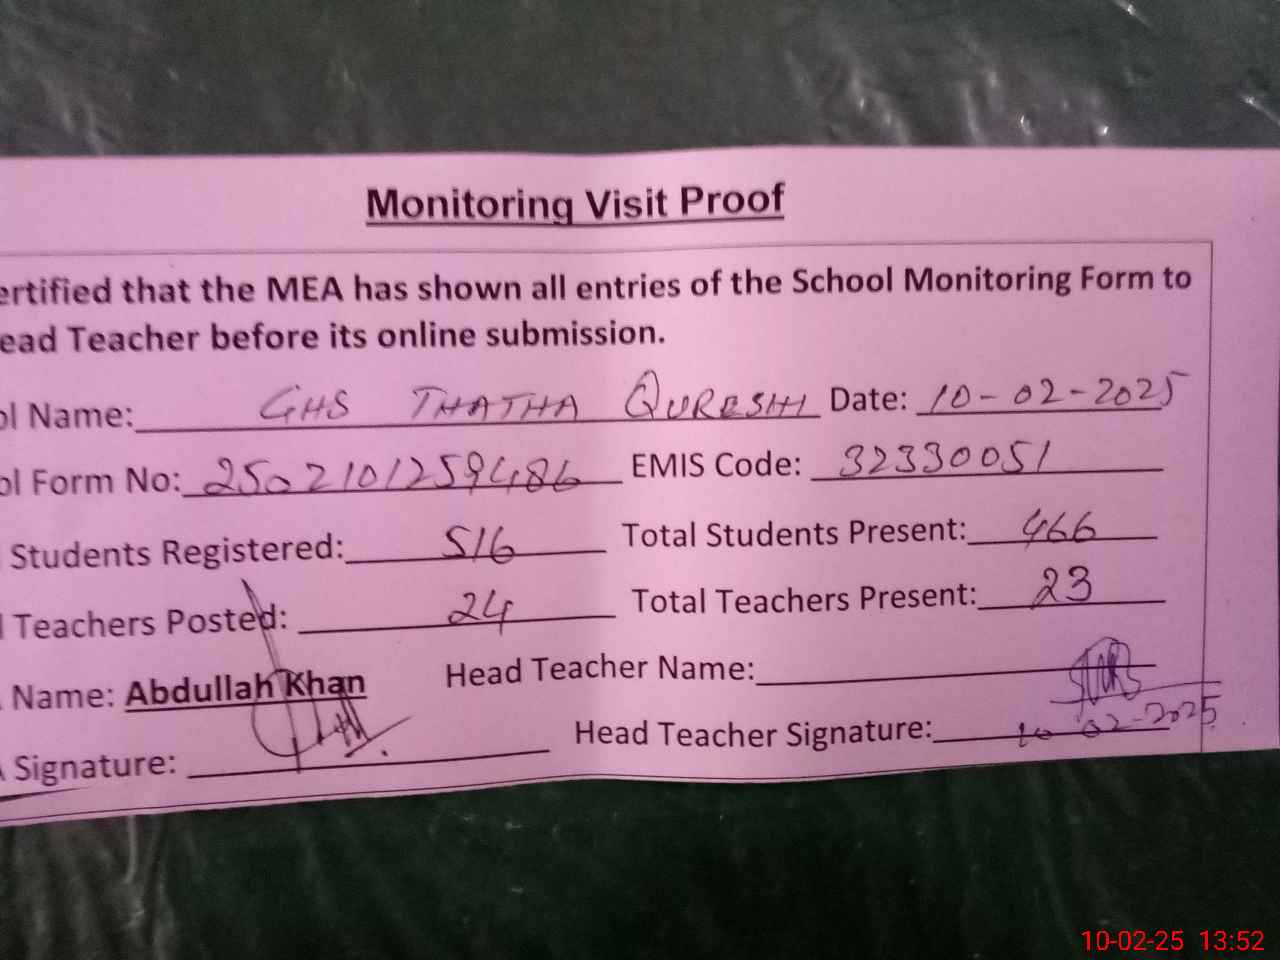 Monitoring Visit Proof
ertified that the MEA has shown all entries of the School Monitoring Form to
ead Teacher before its online submission.
ol Name: GHS THATHA QURESHI Date: 10-02-2025
ol Form No: 2502101259486 EMIS Code: 32330051
Students Registered: 516 Total Students Present: 466
Teachers Posted: 24 Total Teachers Present: 23
Name: Abdullah Khan Head Teacher Name:
Signature: Head Teacher Signature: 10-02-2025
10-02-25 13:52